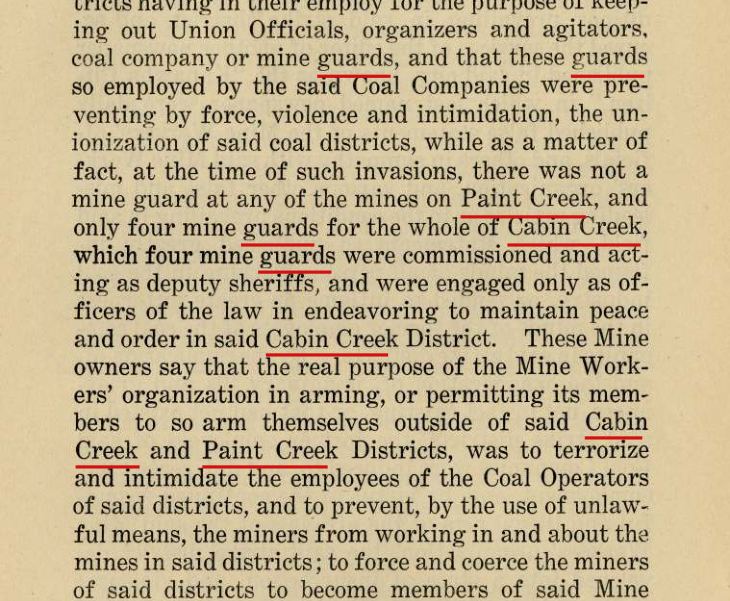 tricts having in their employ for the purpose of keep-
ing out Union Officials, organizers and agitators,
coal company or mine guards, and that these guards
so employed by the said Coal Companies were pre-
venting by force, violence and intimidation, the un-
ionization of said coal districts, while as a matter of
fact, at the time of such invasions, there was not a
mine guard at any of the mines on Paint Creek, and
only four mine guards for the whole of Cabin Creek,
which four mine guards were commissioned and act-
ing as deputy sheriffs, and were engaged only as of-
ficers of the law in endeavoring to maintain peace
and order in said Cabin Creek District. These Mine
owners say that the real purpose of the Mine Work-
ers' organization in arming, or permitting its mem-
bers to so arm themselves outside of said Cabin
Creek and Paint Creek Districts, was to terrorize
and intimidate the employees of the Coal Operators
of said districts, and to prevent, by the use of unlaw-
ful means, the miners from working in and about the
mines in said districts; to force and coerce the miners
of said districts to become members of said Mine